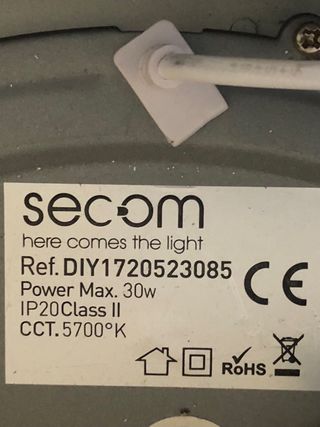 secom
here comes the light
Ref. DIY1720523085
Power Max. 30w
IP20Class II
CCT. 5700°K
CE
RoHS